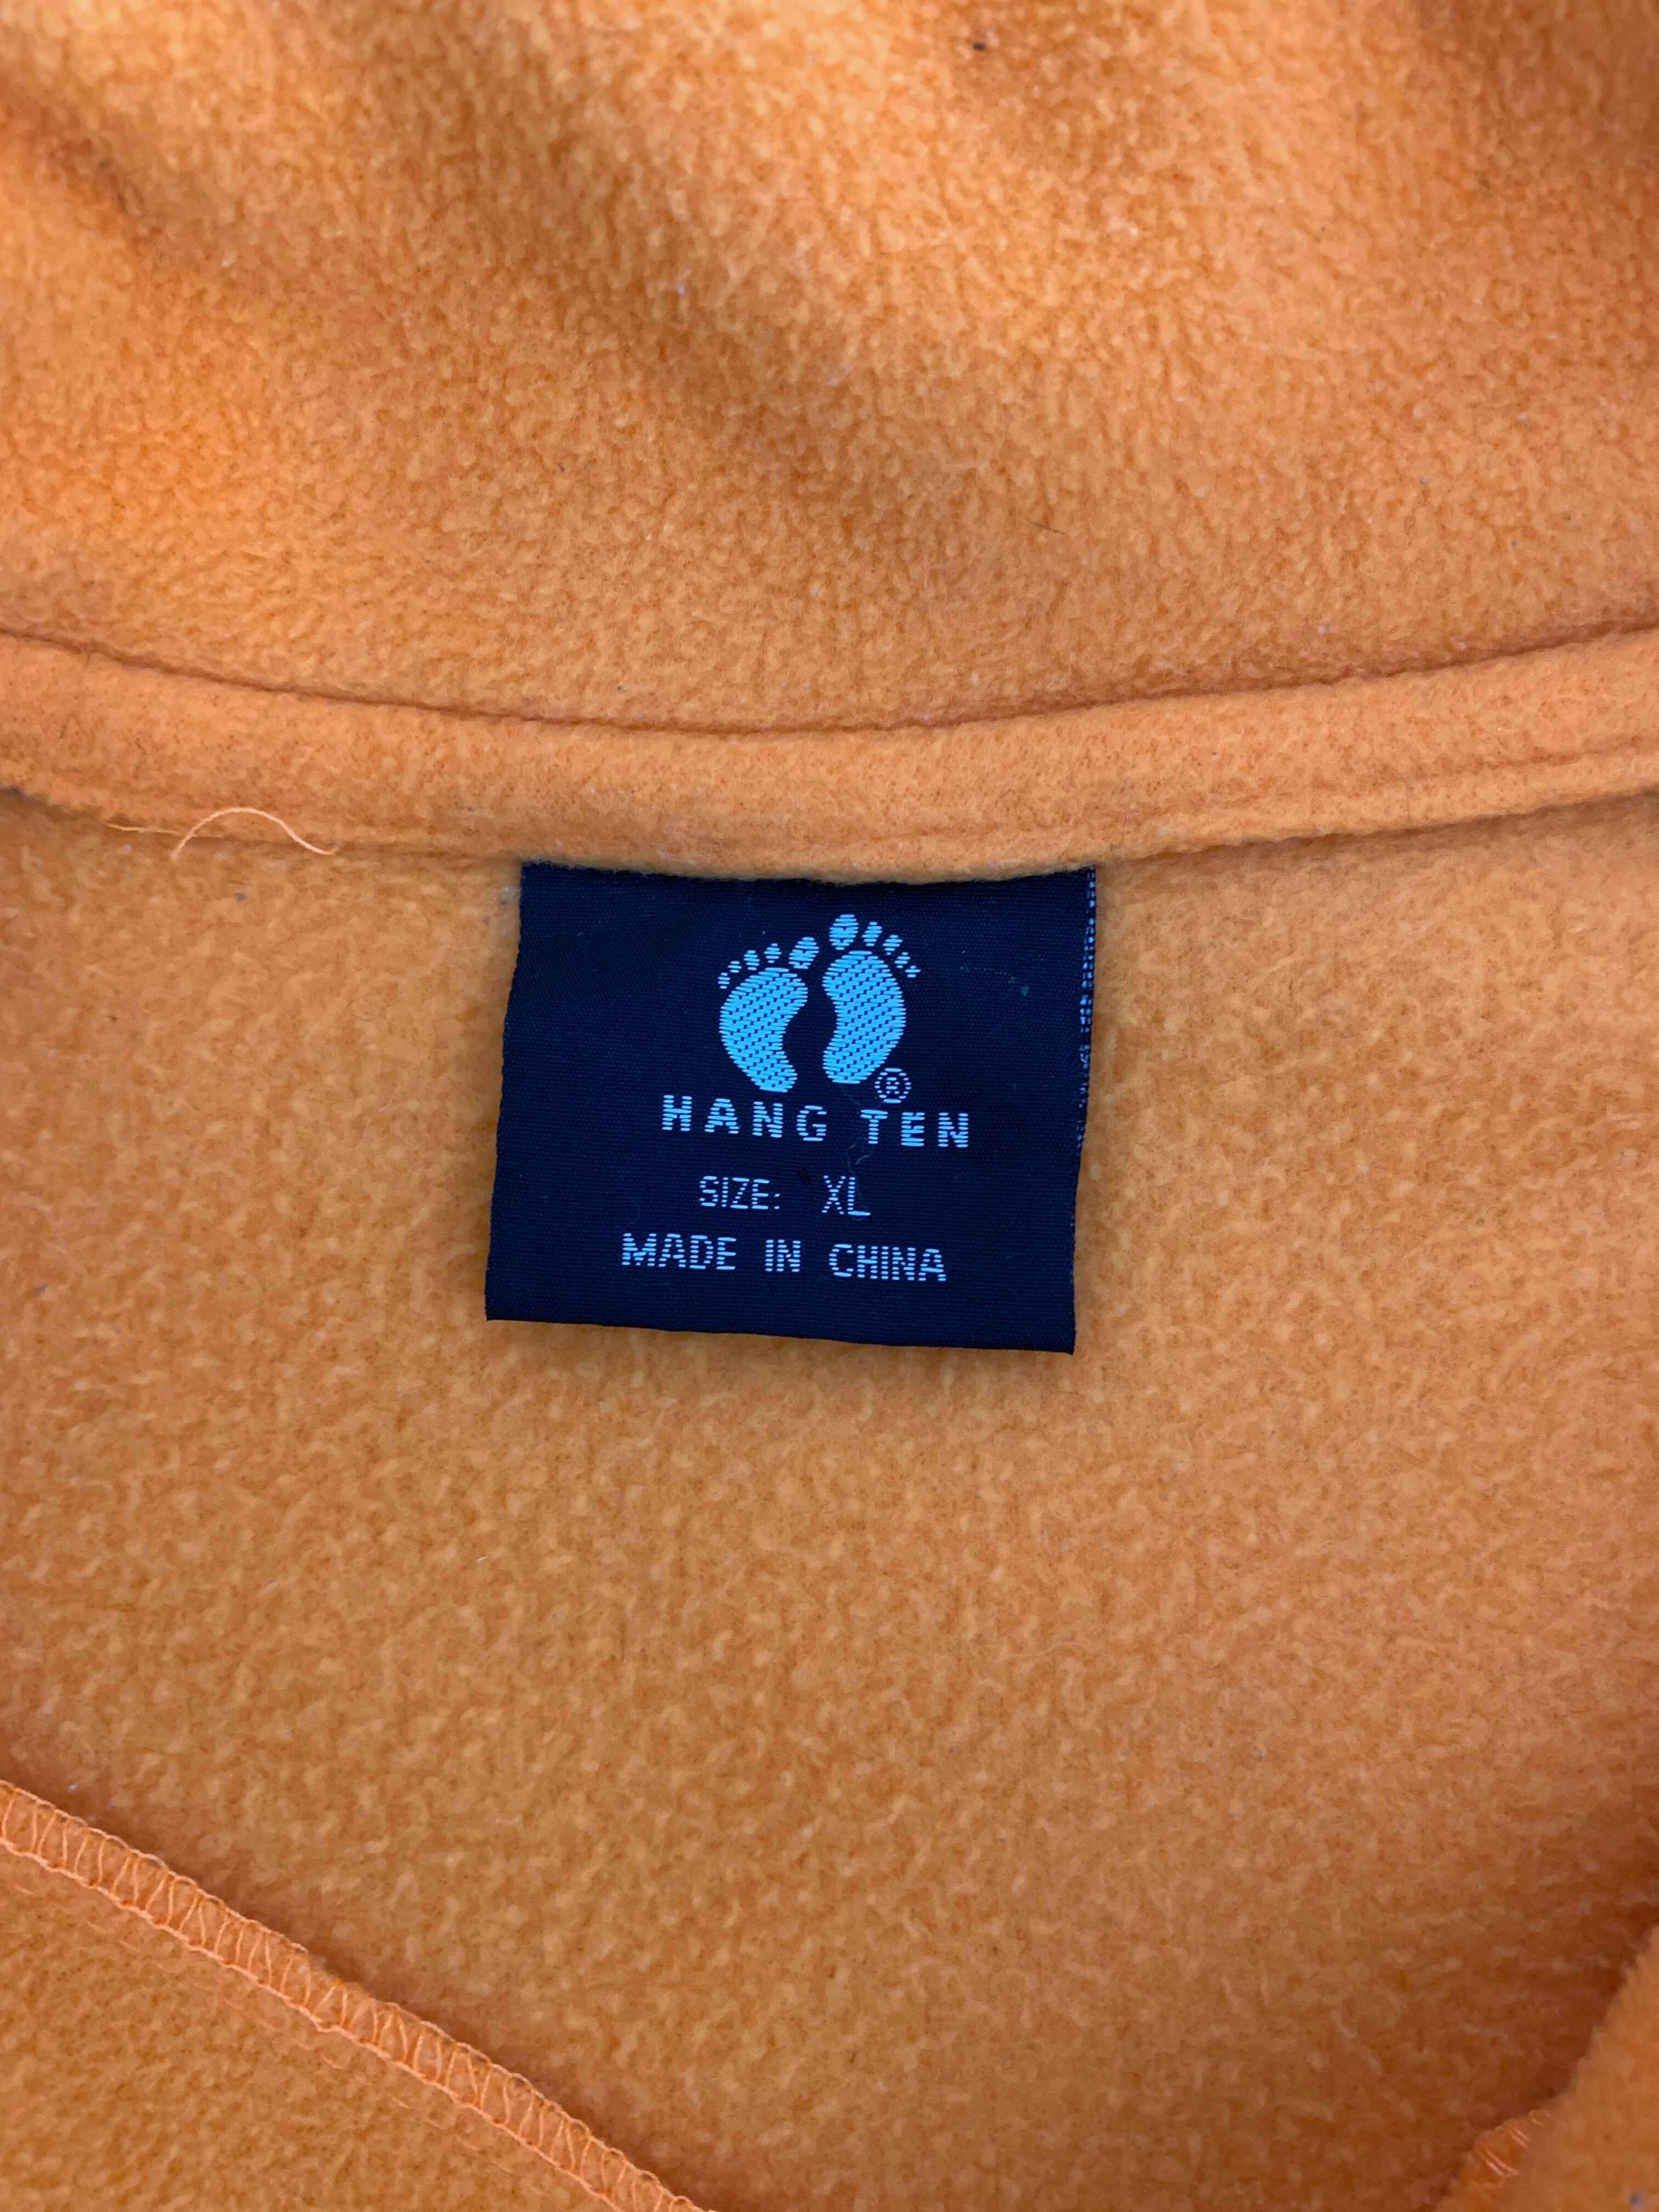 ®
HANG TEN
SIZE: XL
MADE IN CHINA